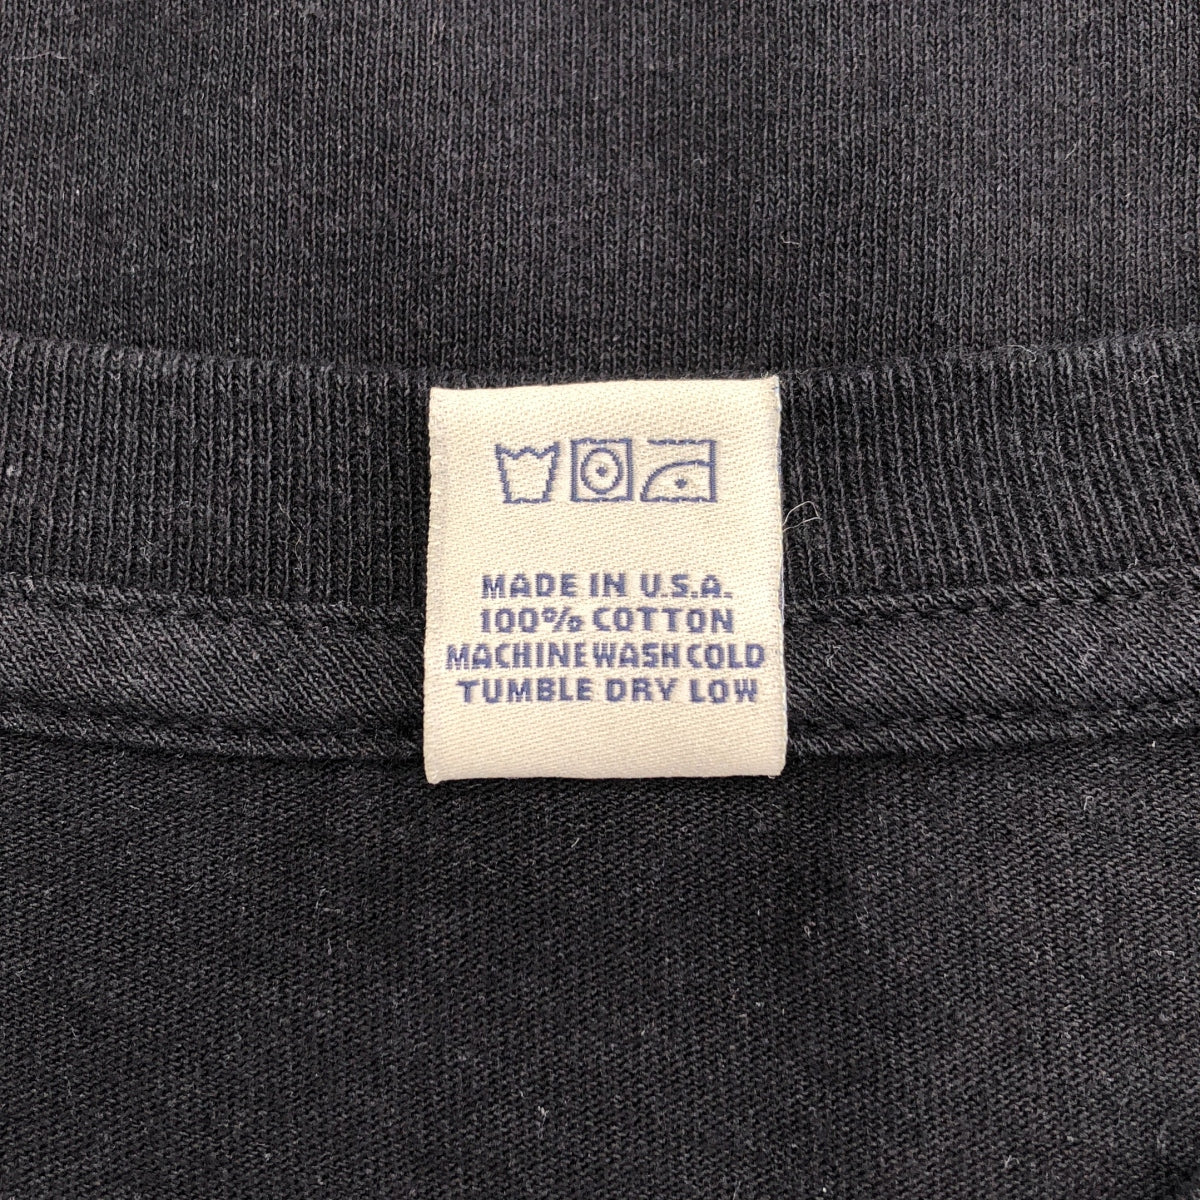 MADE IN U.S.A.
100% COTTON
MACHINE WASH COLD
TUMBLE DRY LOW